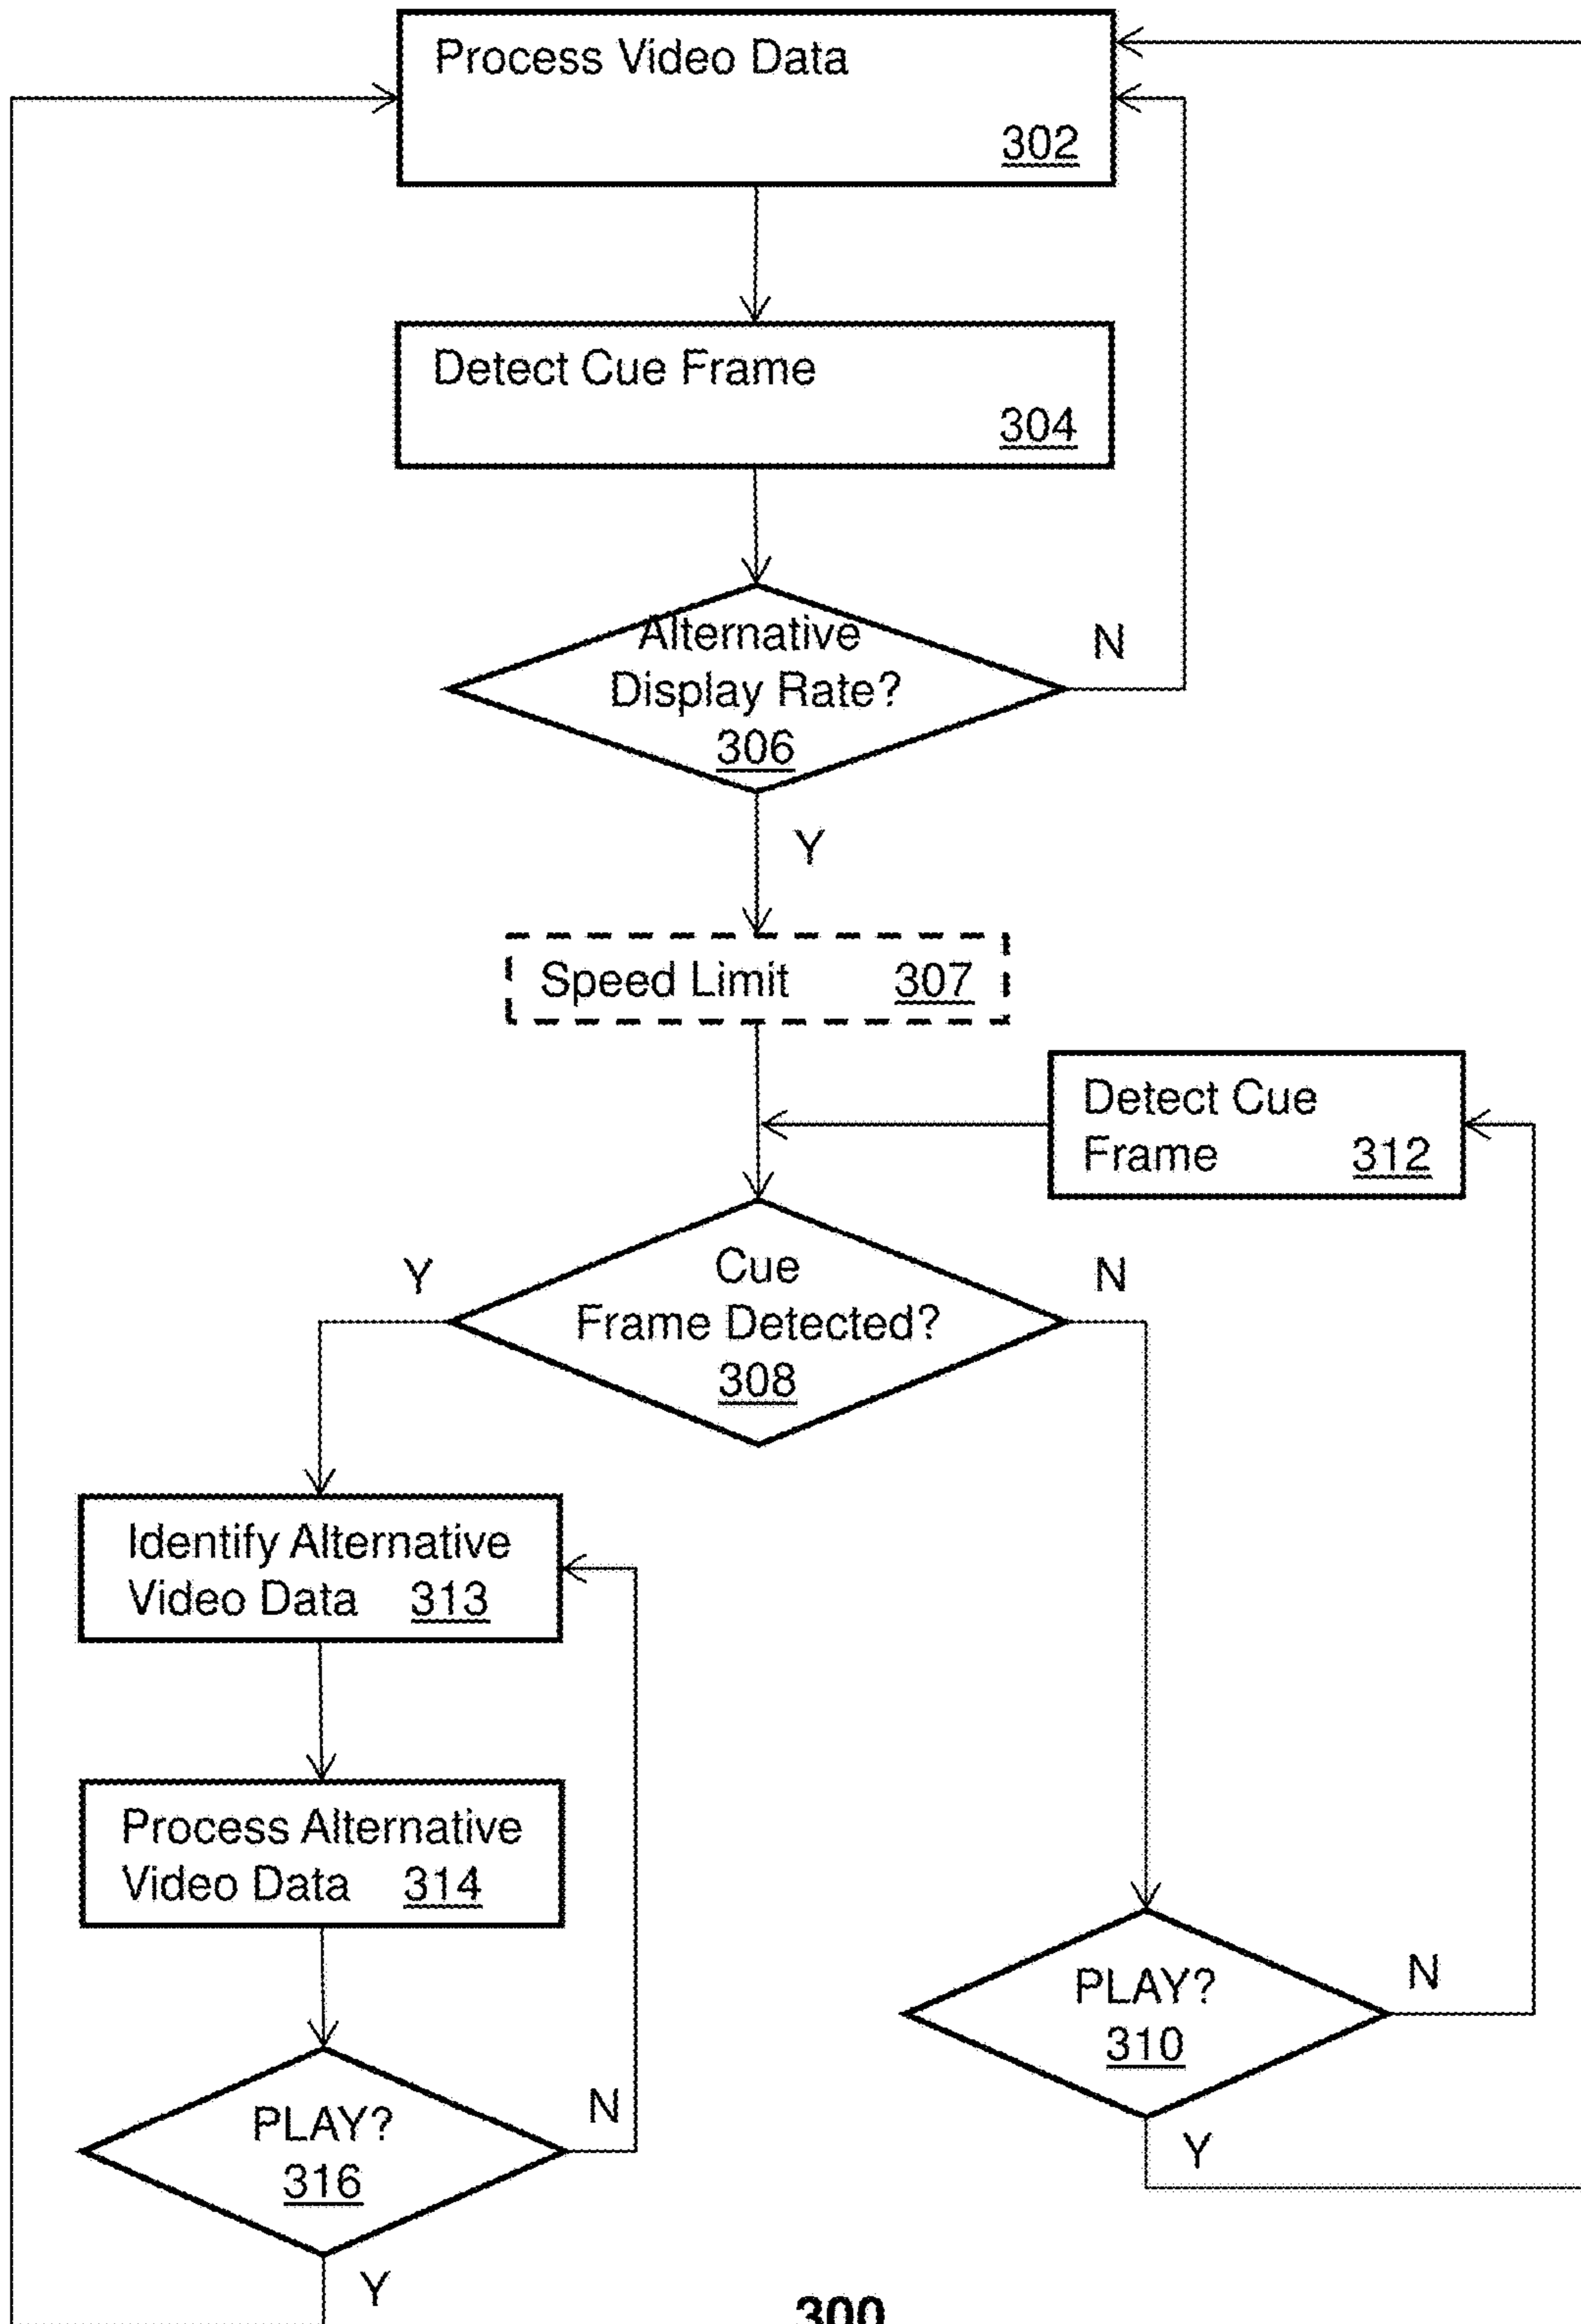 Process Video Data
302
Detect Cue Frame
304
Alternative
Display Rate?
306
N
Y
Speed Limit 307
Detect Cue
Frame 312
Y
N
Cue
Frame Detected?
308
Identify Alternative
Video Data 313
Process Alternative
Video Data 314
PLAY?
310
N
Y
PLAY?
316
N
Y
300